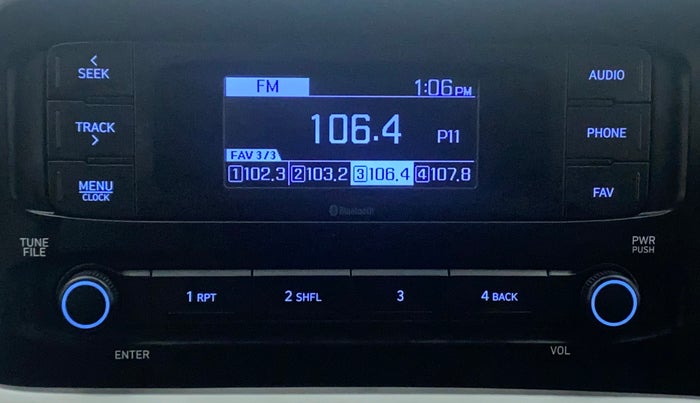 <
SEEK
TRACK
>
MENU
CLOCK
FM 1:06 PM
106.4 P11
FAV 3/3
1 102.3 2 103.2 3 106.4 4 107.8
Bluetooth
AUDIO
PHONE
FAV
TUNE
FILE
PWR
PUSH
1 RPT 2 SHFL 3 4 BACK
ENTER
VOL